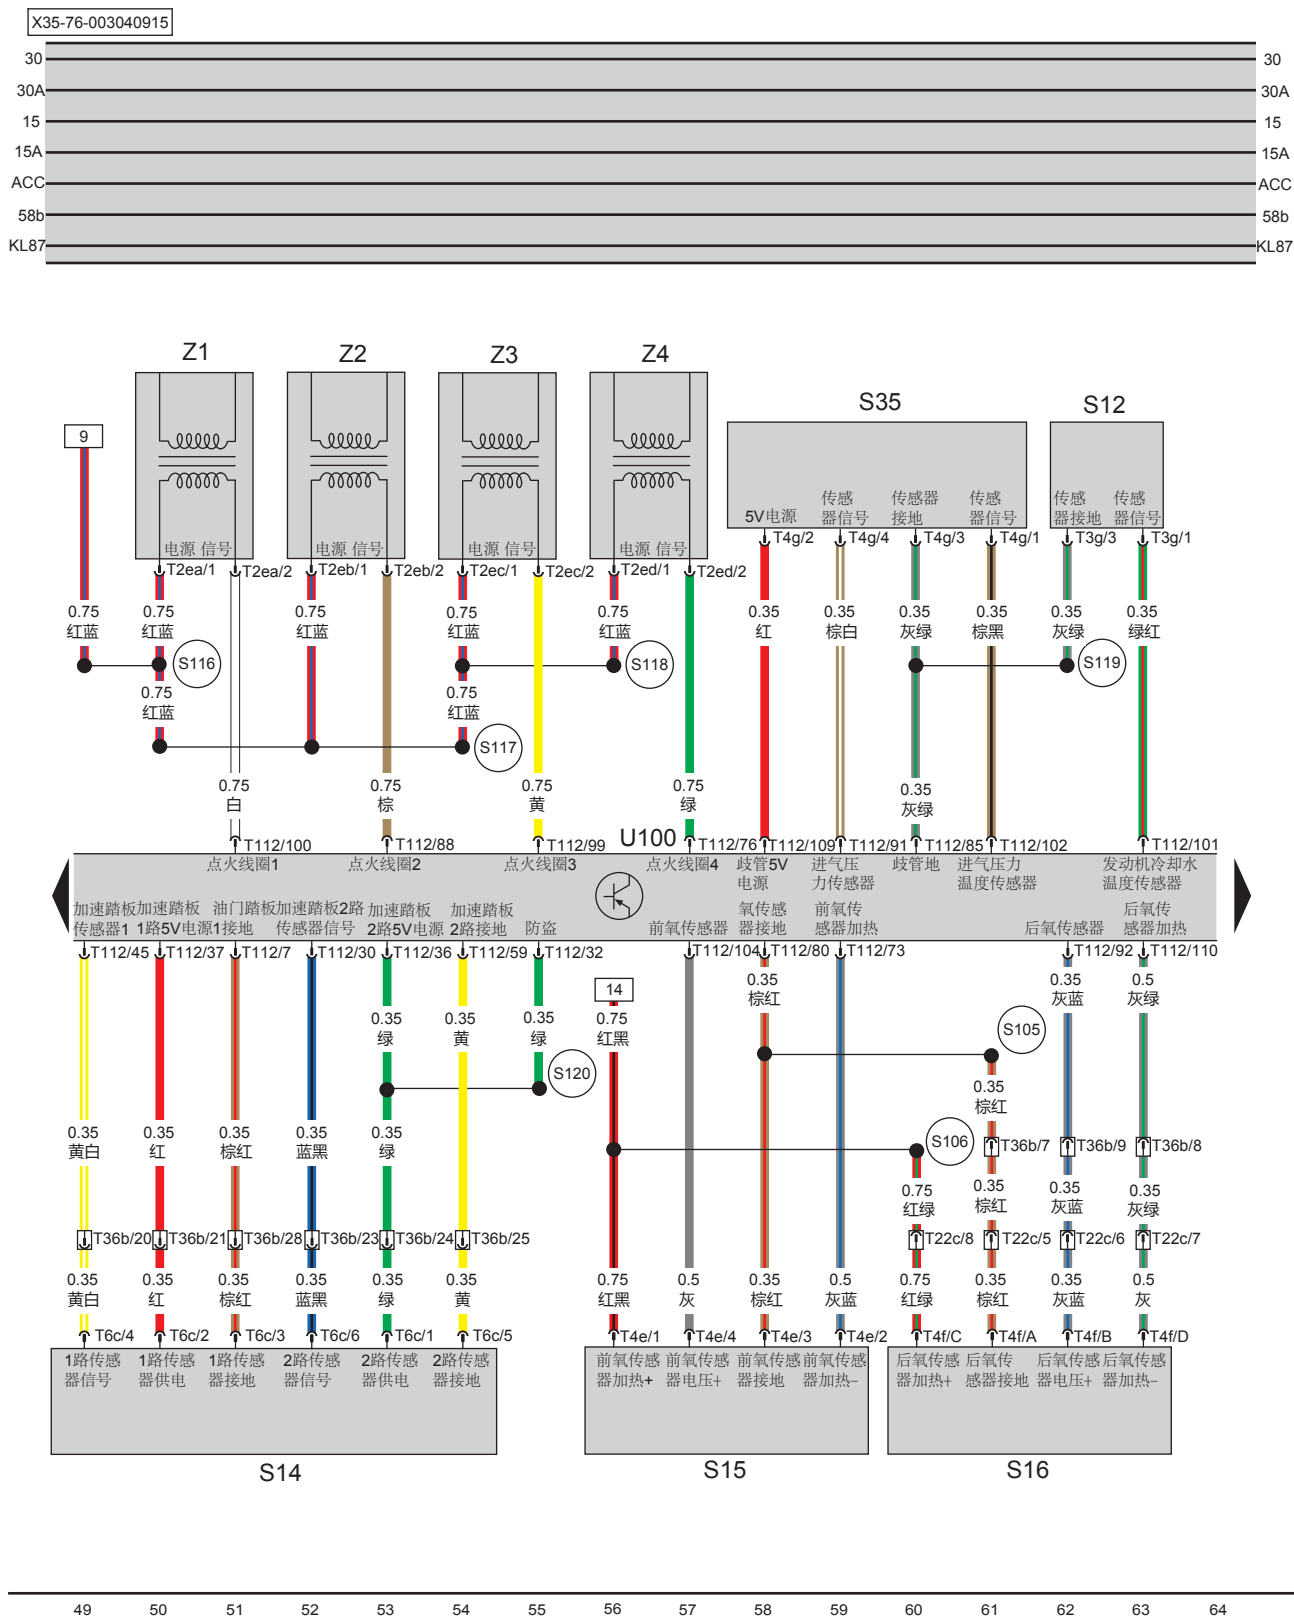 X35-76-003040915
30 30
30A 30A
15 15
15A 15A
ACC ACC
58b 58b
KL87 KL87
Z1 Z2 Z3 Z4
S35 S12
9
传感 传感器 传感 传感 传感
5V电源 器信号 接地 器信号 器接地 器信号
电源 信号 电源 信号 电源 信号 电源 信号
T4g/2 T4g/4 T4g/3 T4g/1 T3g/3 T3g/1
T2ea/1 T2ea/2 T2eb/1 T2eb/2 T2ec/1 T2ec/2 T2ed/1 T2ed/2
0.75 0.75 0.75 0.75 0.75 0.35 0.35 0.35 0.35 0.35 0.35
红蓝 红蓝 红蓝 红蓝 红蓝 红 棕白 灰绿 棕黑 灰绿 绿红
S116 S118 S119
0.75 0.75
红蓝 红蓝
S117
0.75 0.75 0.75 0.75 0.35
白 棕 黄 绿 灰绿
U100
T112/100 T112/88 T112/99 T112/76 T112/109 T112/91 T112/85 T112/102 T112/101
点火线圈1 点火线圈2 点火线圈3 点火线圈4 歧管5V 进气压 歧管地 进气压力 发动机冷却水
电源 力传感器 温度传感器 温度传感器
加速踏板 加速踏板 油门踏板 加速踏板2路 加速踏板 加速踏板 氧传感 前氧传 后氧传
传感器1 1路5V电源 1接地 传感器信号 2路5V电源 2路接地 防盗 前氧传感器 器接地 感器加热 后氧传感器 感器加热
T112/45 T112/37 T112/7 T112/30 T112/36 T112/59 T112/32 T112/104 T112/80 T112/73 T112/92 T112/110
14
0.35 0.35 0.5
棕红 灰蓝 灰绿
0.35 0.35 0.35 0.75
绿 黄 绿 红黑
S105
S120
0.35
棕红
0.35 0.35 0.35 0.35 0.35
黄白 红 棕红 蓝黑 绿
S106
T36b/7 T36b/9 T36b/8
0.75 0.35 0.35 0.35
红绿 棕红 灰蓝 灰绿
T36b/20 T36b/21 T36b/28 T36b/23 T36b/24 T36b/25 T22c/8 T22c/5 T22c/6 T22c/7
0.35 0.35 0.35 0.35 0.35 0.35 0.75 0.5 0.35 0.5 0.75 0.35 0.35 0.5
黄白 红 棕红 蓝黑 绿 黄 红黑 灰 棕红 灰蓝 红绿 棕红 灰蓝 灰
T6c/4 T6c/2 T6c/3 T6c/6 T6c/1 T6c/5 T4e/1 T4e/4 T4e/3 T4e/2 T4f/C T4f/A T4f/B T4f/D
1路传感 1路传感 1路传感 2路传感 2路传感 2路传感 前氧传感 前氧传感 前氧传感 前氧传感 后氧传感 后氧传 后氧传感 后氧传感
器信号 器供电 器接地 器信号 器供电 器接地 器加热+ 器电压+ 器接地 器加热− 器加热+ 感器接地 器电压+ 器加热−
S14 S15 S16
49 50 51 52 53 54 55 56 57 58 59 60 61 62 63 64